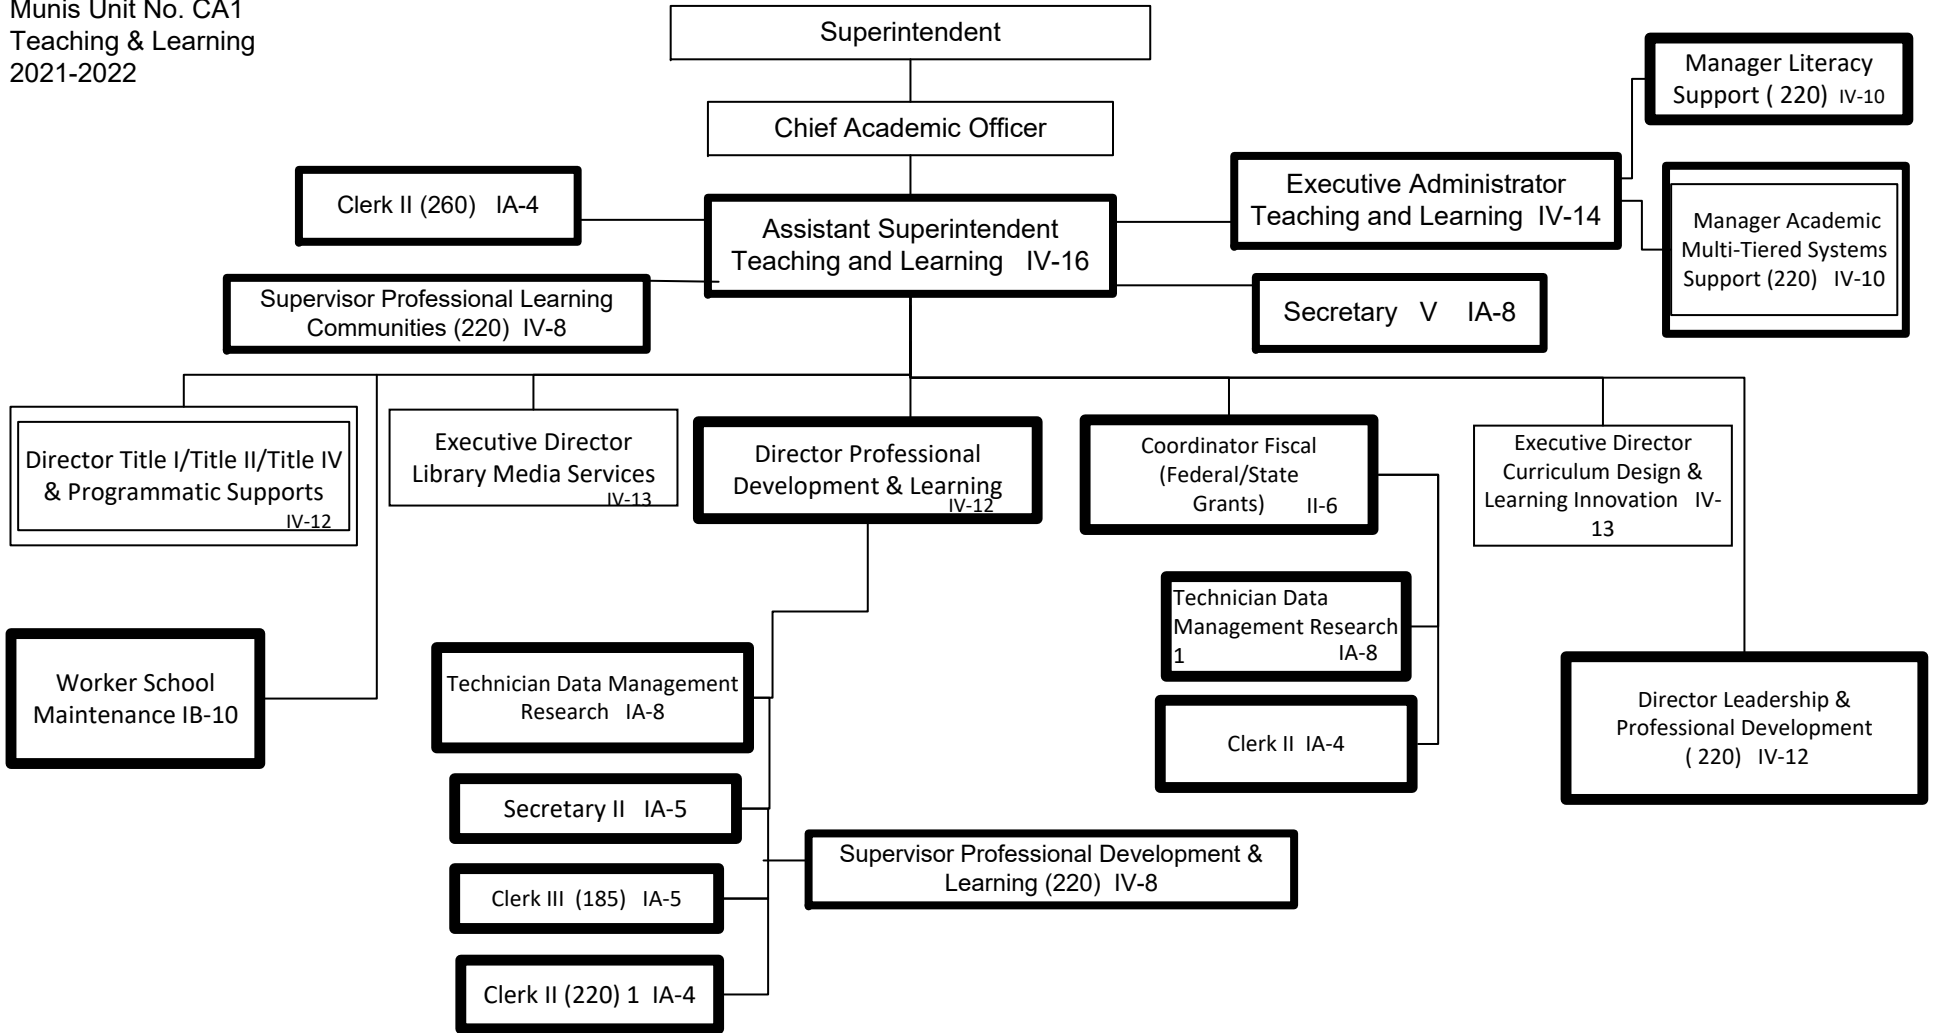 Munis Unit No. CA1
Teaching & Learning
2021-2022
Superintendent
Chief Academic Officer
Manager Literacy
Support ( 220) IV-10
Clerk II (260) IA-4
Assistant Superintendent
Teaching and Learning IV-16
Executive Administrator
Teaching and Learning IV-14
Manager Academic
Multi-Tiered Systems
Support (220) IV-10
Supervisor Professional Learning
Communities (220) IV-8
Secretary V IA-8
Director Title I/Title II/Title IV
& Programmatic Supports
IV-12
Executive Director
Library Media Services
IV-13
Director Professional
Development & Learning
IV-12
Coordinator Fiscal
(Federal/State
Grants) II-6
Executive Director
Curriculum Design &
Learning Innovation IV-
13
Worker School
Maintenance IB-10
Technician Data Management
Research IA-8
Technician Data
Management Research
1 IA-8
Clerk II IA-4
Director Leadership &
Professional Development
( 220) IV-12
Secretary II IA-5
Supervisor Professional Development &
Learning (220) IV-8
Clerk III (185) IA-5
Clerk II (220) 1 IA-4